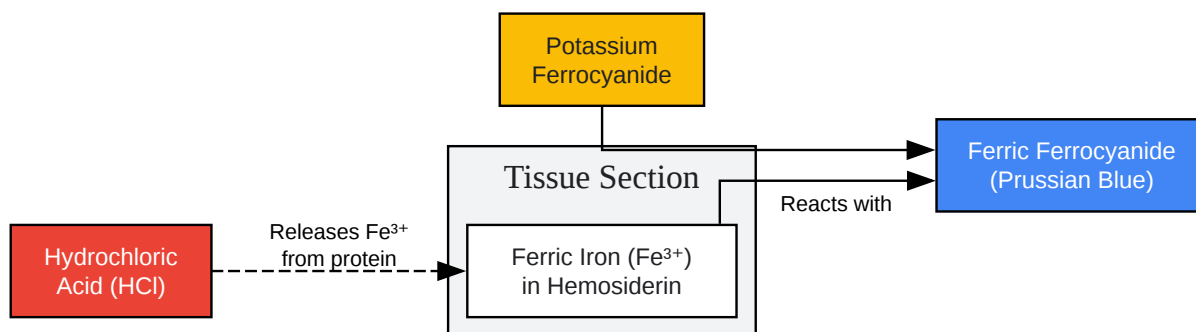 Potassium
Ferrocyanide
Ferric Ferrocyanide
(Prussian Blue)
Tissue Section
Reacts with
Releases Fe³⁺
from protein
Hydrochloric
Acid (HCl)
Ferric Iron (Fe³⁺)
in Hemosiderin